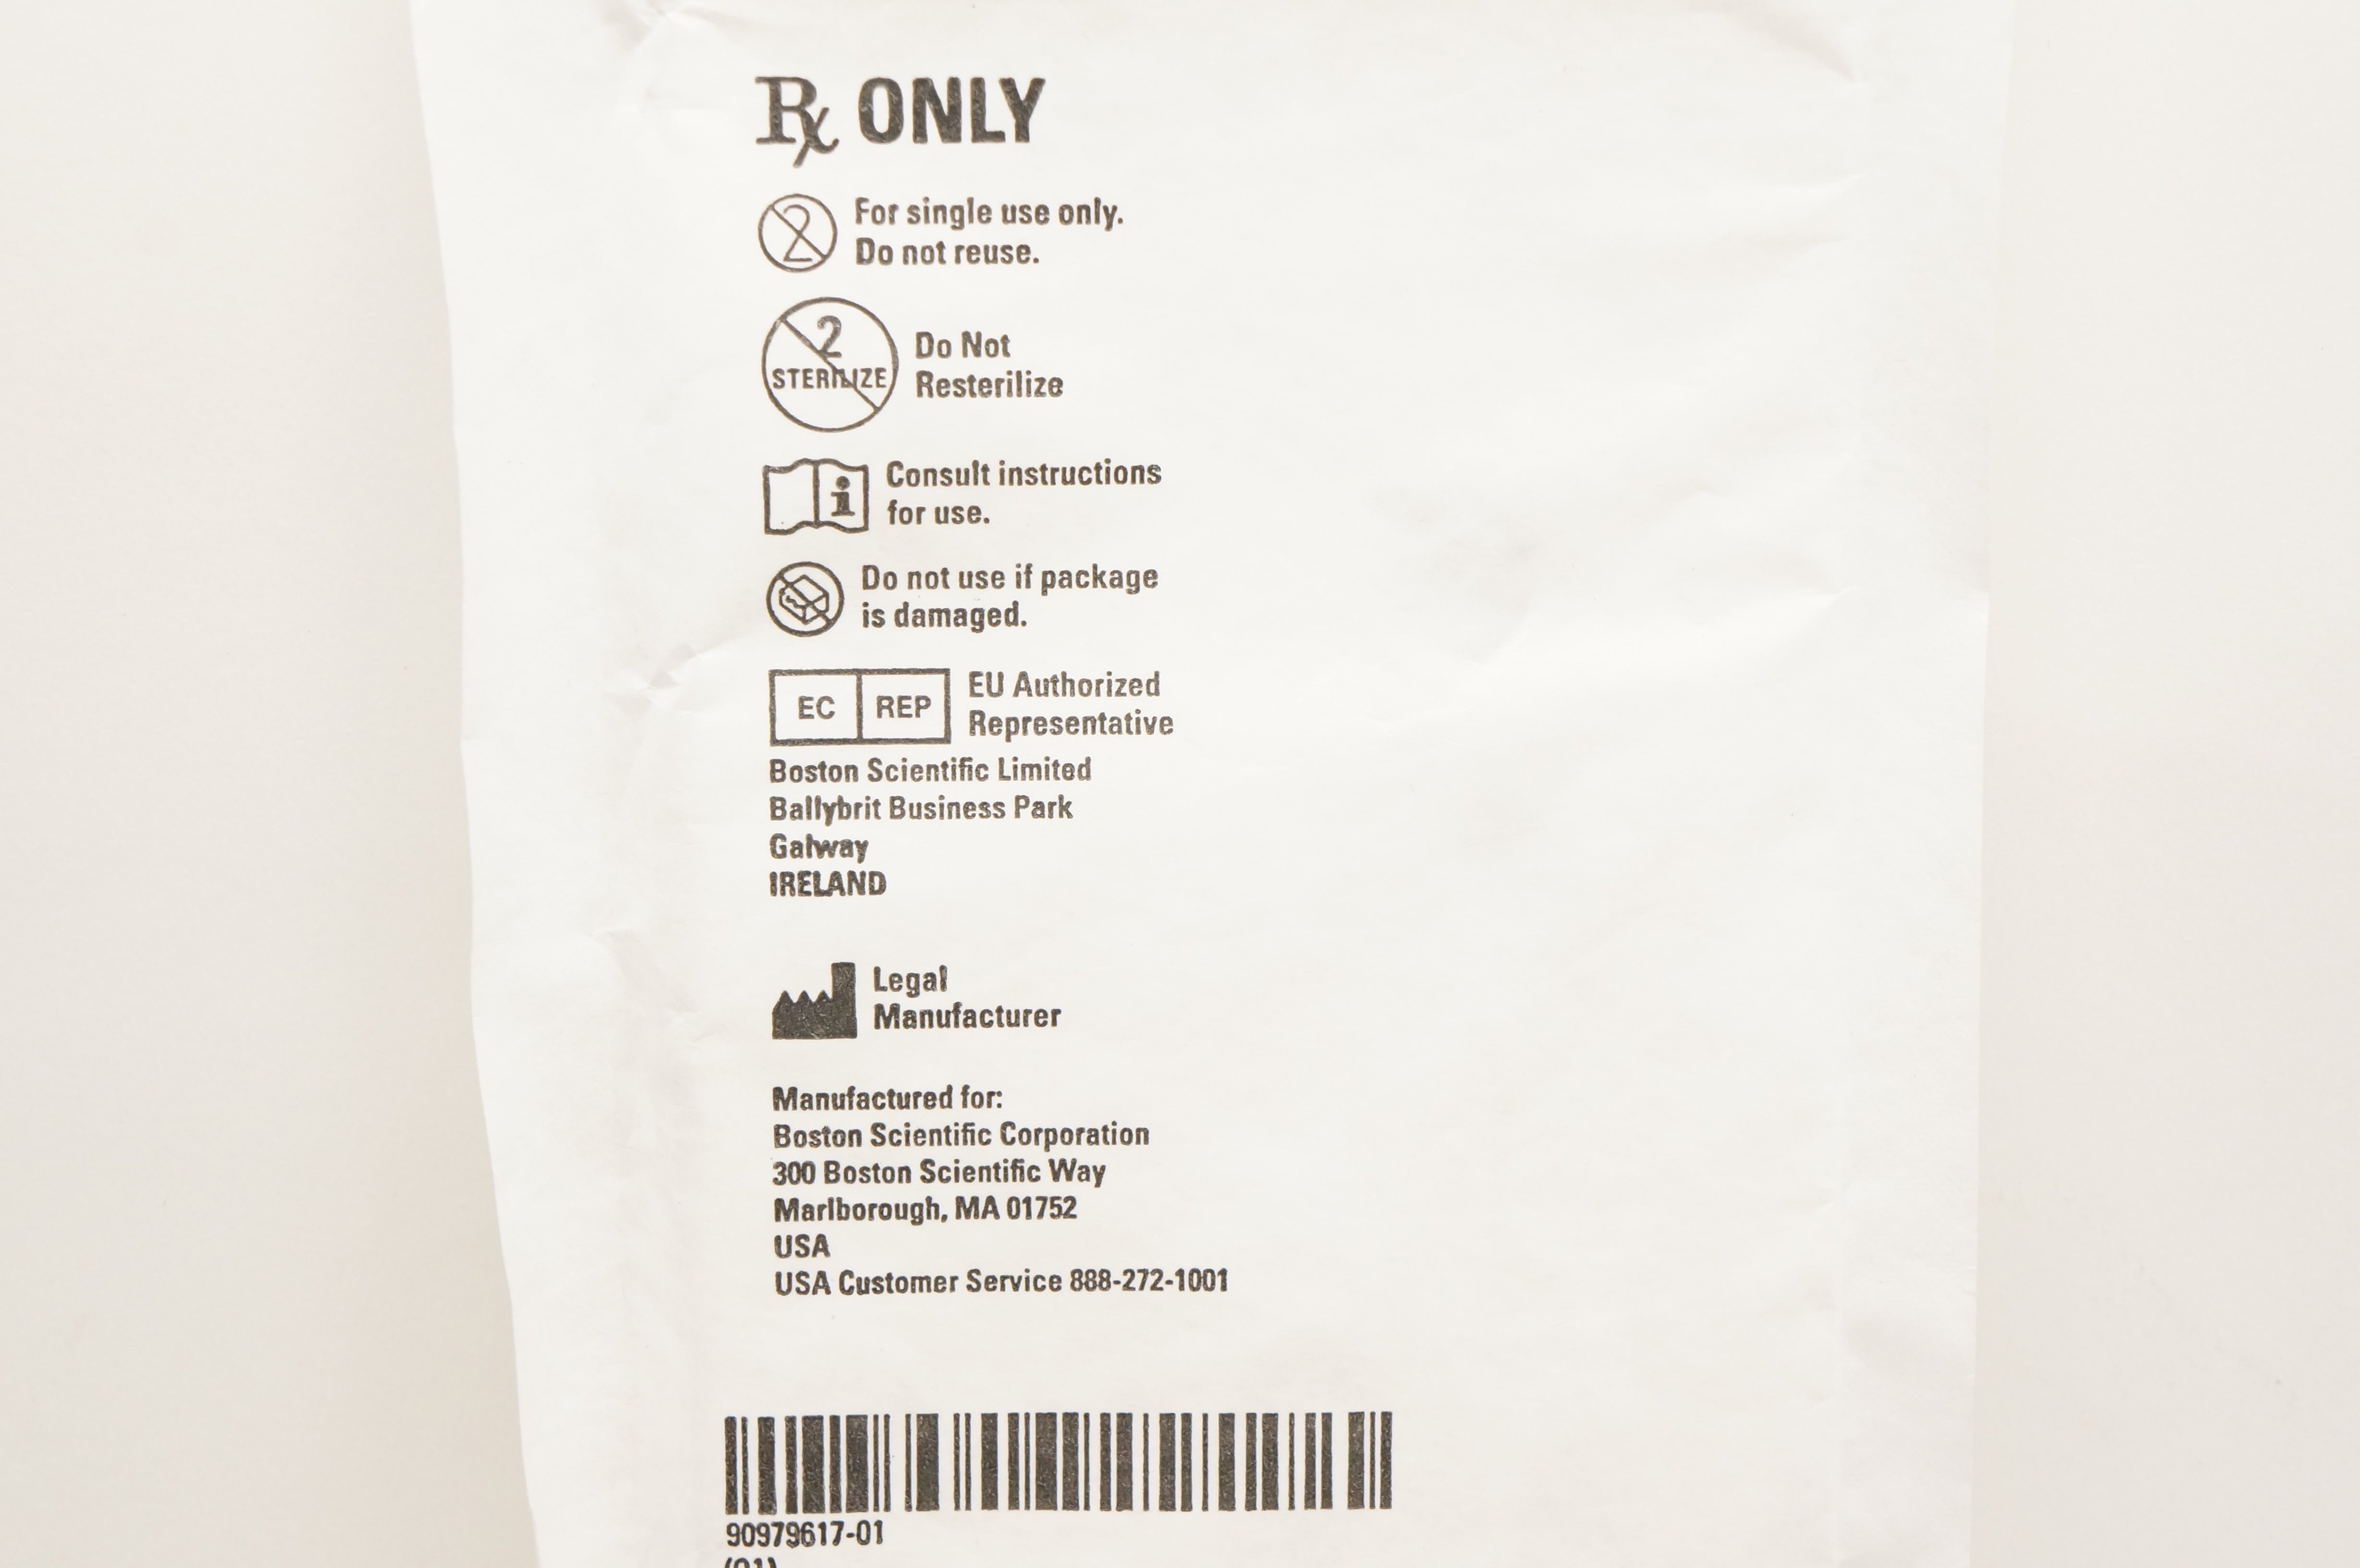 ℞ ONLY
2 For single use only.
Do not reuse.
2
STERILIZE
Do Not
Resterilize
i Consult instructions
for use.
Do not use if package
is damaged.
EC REP EU Authorized
Representative
Boston Scientific Limited
Ballybrit Business Park
Galway
IRELAND
Legal
Manufacturer
Manufactured for:
Boston Scientific Corporation
300 Boston Scientific Way
Marlborough, MA 01752
USA
USA Customer Service 888-272-1001
90979617-01